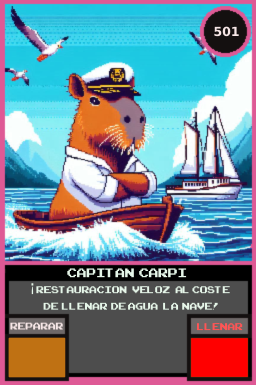 501
CAPITAN CARPI
¡RESTAURACION VELOZ AL COSTE
DE LLENAR DE AGUA LA NAVE!
REPARAR
LLENAR